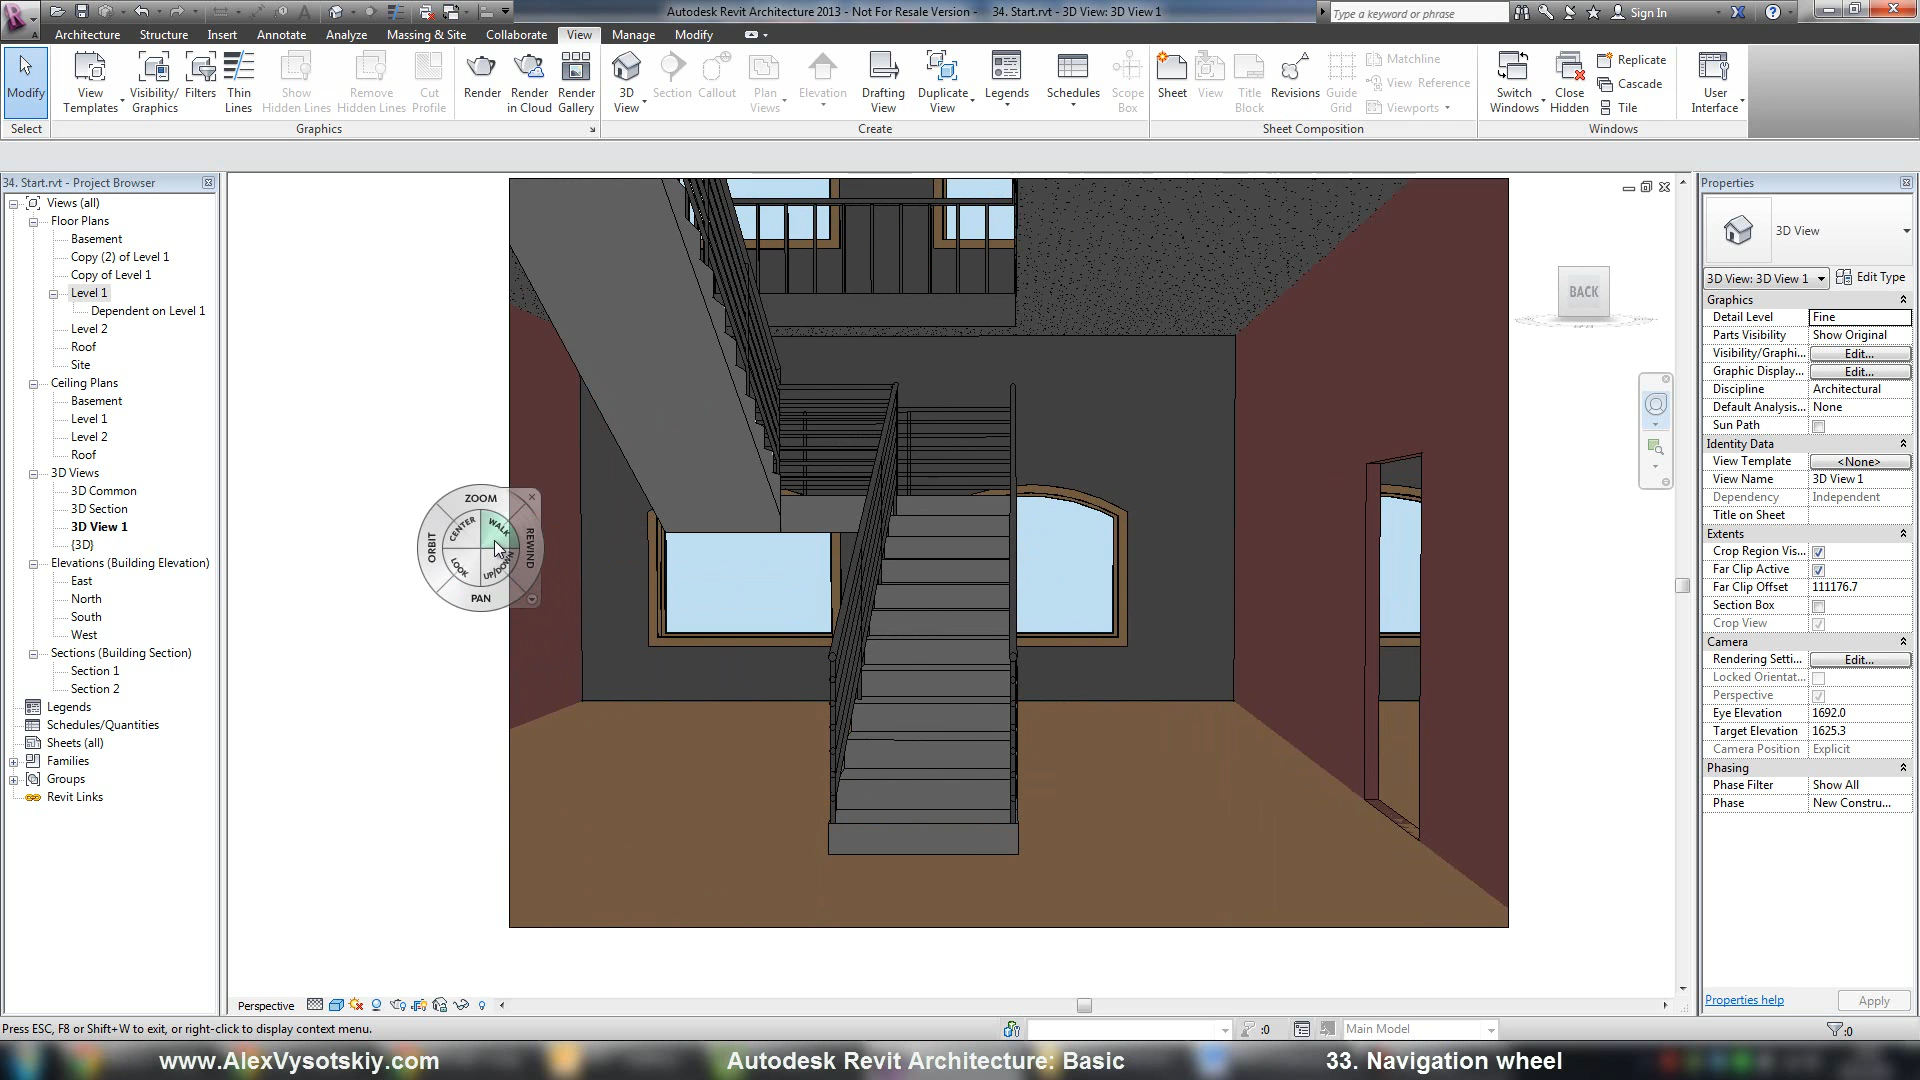 Autodesk Revit Architecture 2013 - Not For Resale Version - 34. Start.rvt - 3D View: 3D View 1
Type a keyword or phrase
Sign In
Architecture Structure Insert Annotate Analyze Massing & Site Collaborate View Manage Modify
Modify
View Templates
Visibility/ Graphics
Filters
Thin Lines
Show Hidden Lines
Remove Hidden Lines
Cut Profile
Render
Render in Cloud
Render Gallery
3D View
Section
Callout
Plan Views
Elevation
Drafting View
Duplicate View
Legends
Schedules
Scope Box
Sheet
View
Title Block
Revisions
Guide Grid
Matchline
View Reference
Viewports
Switch Windows
Close Hidden
Replicate
Cascade
Tile
User Interface
Select Graphics Create Sheet Composition Windows
34. Start.rvt - Project Browser
Views (all)
Floor Plans
Basement
Copy (2) of Level 1
Copy of Level 1
Level 1
Dependent on Level 1
Level 2
Roof
Site
Ceiling Plans
Basement
Level 1
Level 2
Roof
3D Views
3D Common
3D Section
3D View 1
{3D}
Elevations (Building Elevation)
East
North
South
West
Sections (Building Section)
Section 1
Section 2
Legends
Schedules/Quantities
Sheets (all)
Families
Groups
Revit Links
ZOOM
CENTER
WALK
REWIND
ORBIT
LOOK
UP/DOWN
PAN
BACK
Properties
3D View
3D View: 3D View 1
Edit Type
Graphics
Detail Level Fine
Parts Visibility Show Original
Visibility/Graphi... Edit...
Graphic Display... Edit...
Discipline Architectural
Default Analysis... None
Sun Path
Identity Data
View Template <None>
View Name 3D View 1
Dependency Independent
Title on Sheet
Extents
Crop Region Vis...
Far Clip Active
Far Clip Offset 111176.7
Section Box
Crop View
Camera
Rendering Setti... Edit...
Locked Orientat...
Perspective
Eye Elevation 1692.0
Target Elevation 1625.3
Camera Position Explicit
Phasing
Phase Filter Show All
Phase New Constru...
Properties help
Apply
Perspective
Press ESC, F8 or Shift+W to exit, or right-click to display context menu.
:0
Main Model
:0
www.AlexVysotskiy.com
Autodesk Revit Architecture: Basic
33. Navigation wheel